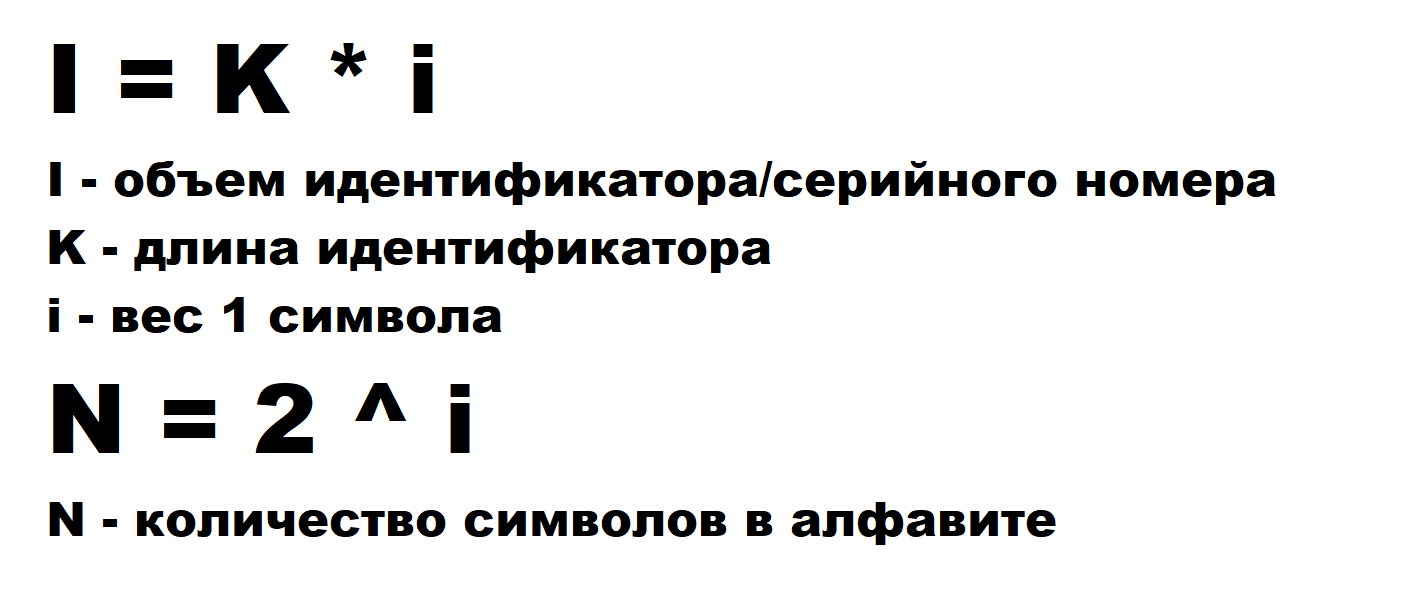 I = K * i
I - объем идентификатора/серийного номера
K - длина идентификатора
i - вес 1 символа
N = 2 ^ i
N - количество символов в алфавите